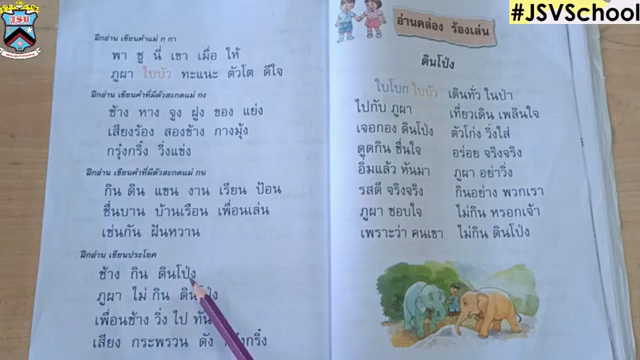 JSV
#JSVSchool
ฝึกอ่าน เขียนคำแม่ ก กา
พา ชู นี่ เขา เมื่อ ให้
ภูผา ใบบัว ทะแนะ ตัวโต ดีใจ
ฝึกอ่าน เขียนคำที่มีตัวสะกดแม่ กง
ช้าง หาง จูง ฝูง ของ แย่ง
เสียงร้อง สองข้าง กางมุ้ง
กรุ๋งกริ๋ง วิ่งแข่ง
ฝึกอ่าน เขียนคำที่มีตัวสะกดแม่ กน
กิน ดิน แขน งาน เรียน ป้อน
ชื่นบาน บ้านเรือน เพื่อนเล่น
เช่นกัน ฝันหวาน
ฝึกอ่าน เขียนประโยค
ช้าง กิน ดินโป่ง
ภูผา ไม่ กิน ดินโป่ง
เพื่อนช้าง วิ่ง ไป ทัน
เสียง กระพรวน ดัง กริ๋ง
อ่านคล่อง ร้องเล่น
ดินโป่ง
ใบโบก ใบบัว เดินทั่ว ในป่า
ไปกับ ภูผา เที่ยวเดิน เพลินใจ
เจอกอง ดินโป่ง ตัวโก่ง วิ่งใส่
ดูดกิน ชื่นใจ อร่อย จริงจริง
อิ่มแล้ว หันมา ภูผา อย่าวิ่ง
รสดี จริงจริง กินอย่าง พวกเรา
ภูผา ชอบใจ ไม่กิน หรอกเจ้า
เพราะว่า คนเขา ไม่กิน ดินโป่ง